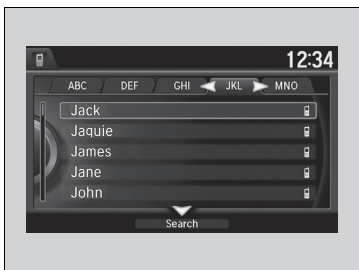 12:34
ABC DEF GHI JKL MNO
Jack
Jaquie
James
Jane
John
Search